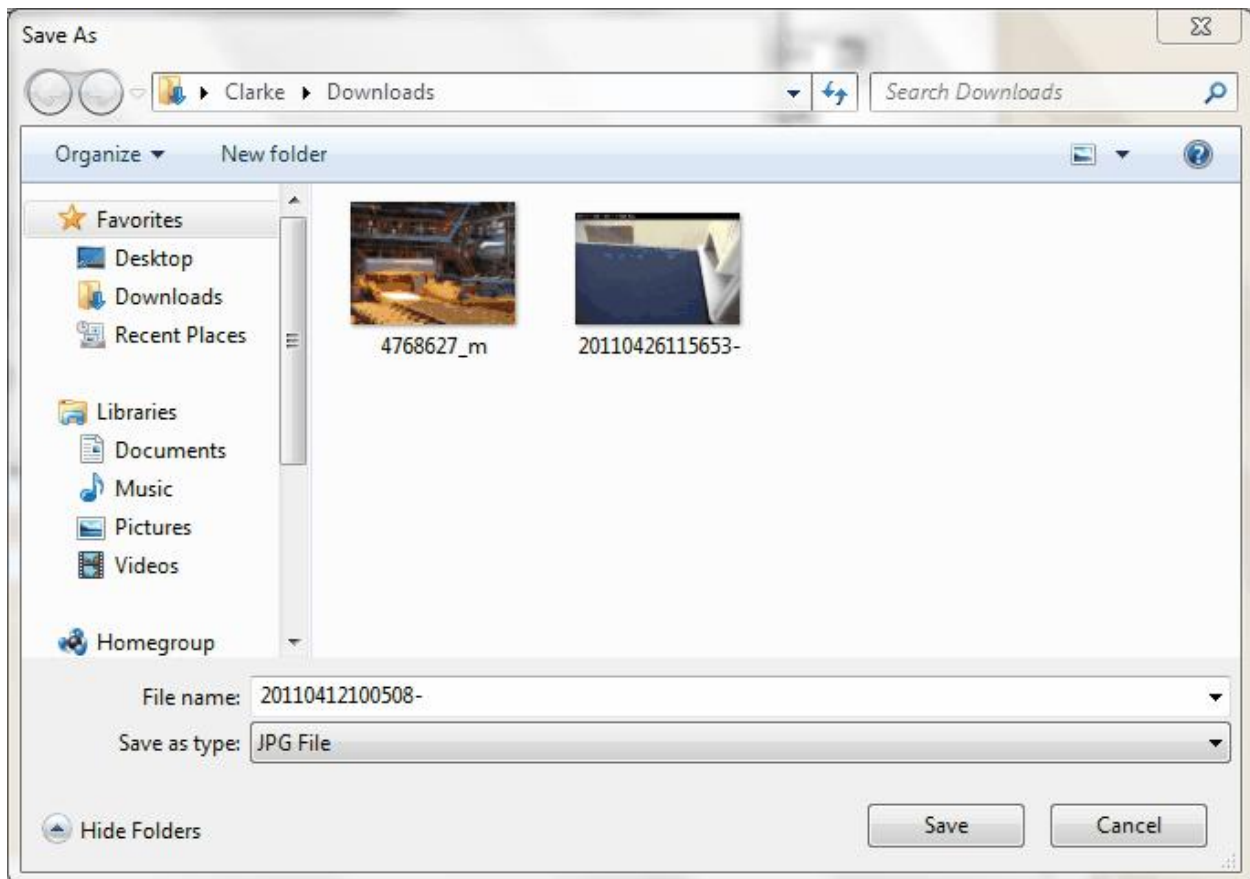 Save As
Clarke Downloads
Search Downloads
Organize
New folder
Favorites
Desktop
Downloads
Recent Places
Libraries
Documents
Music
Pictures
Videos
Homegroup
4768627_m
20110426115653-
File name: 20110412100508-
Save as type: JPG File
Hide Folders
Save
Cancel